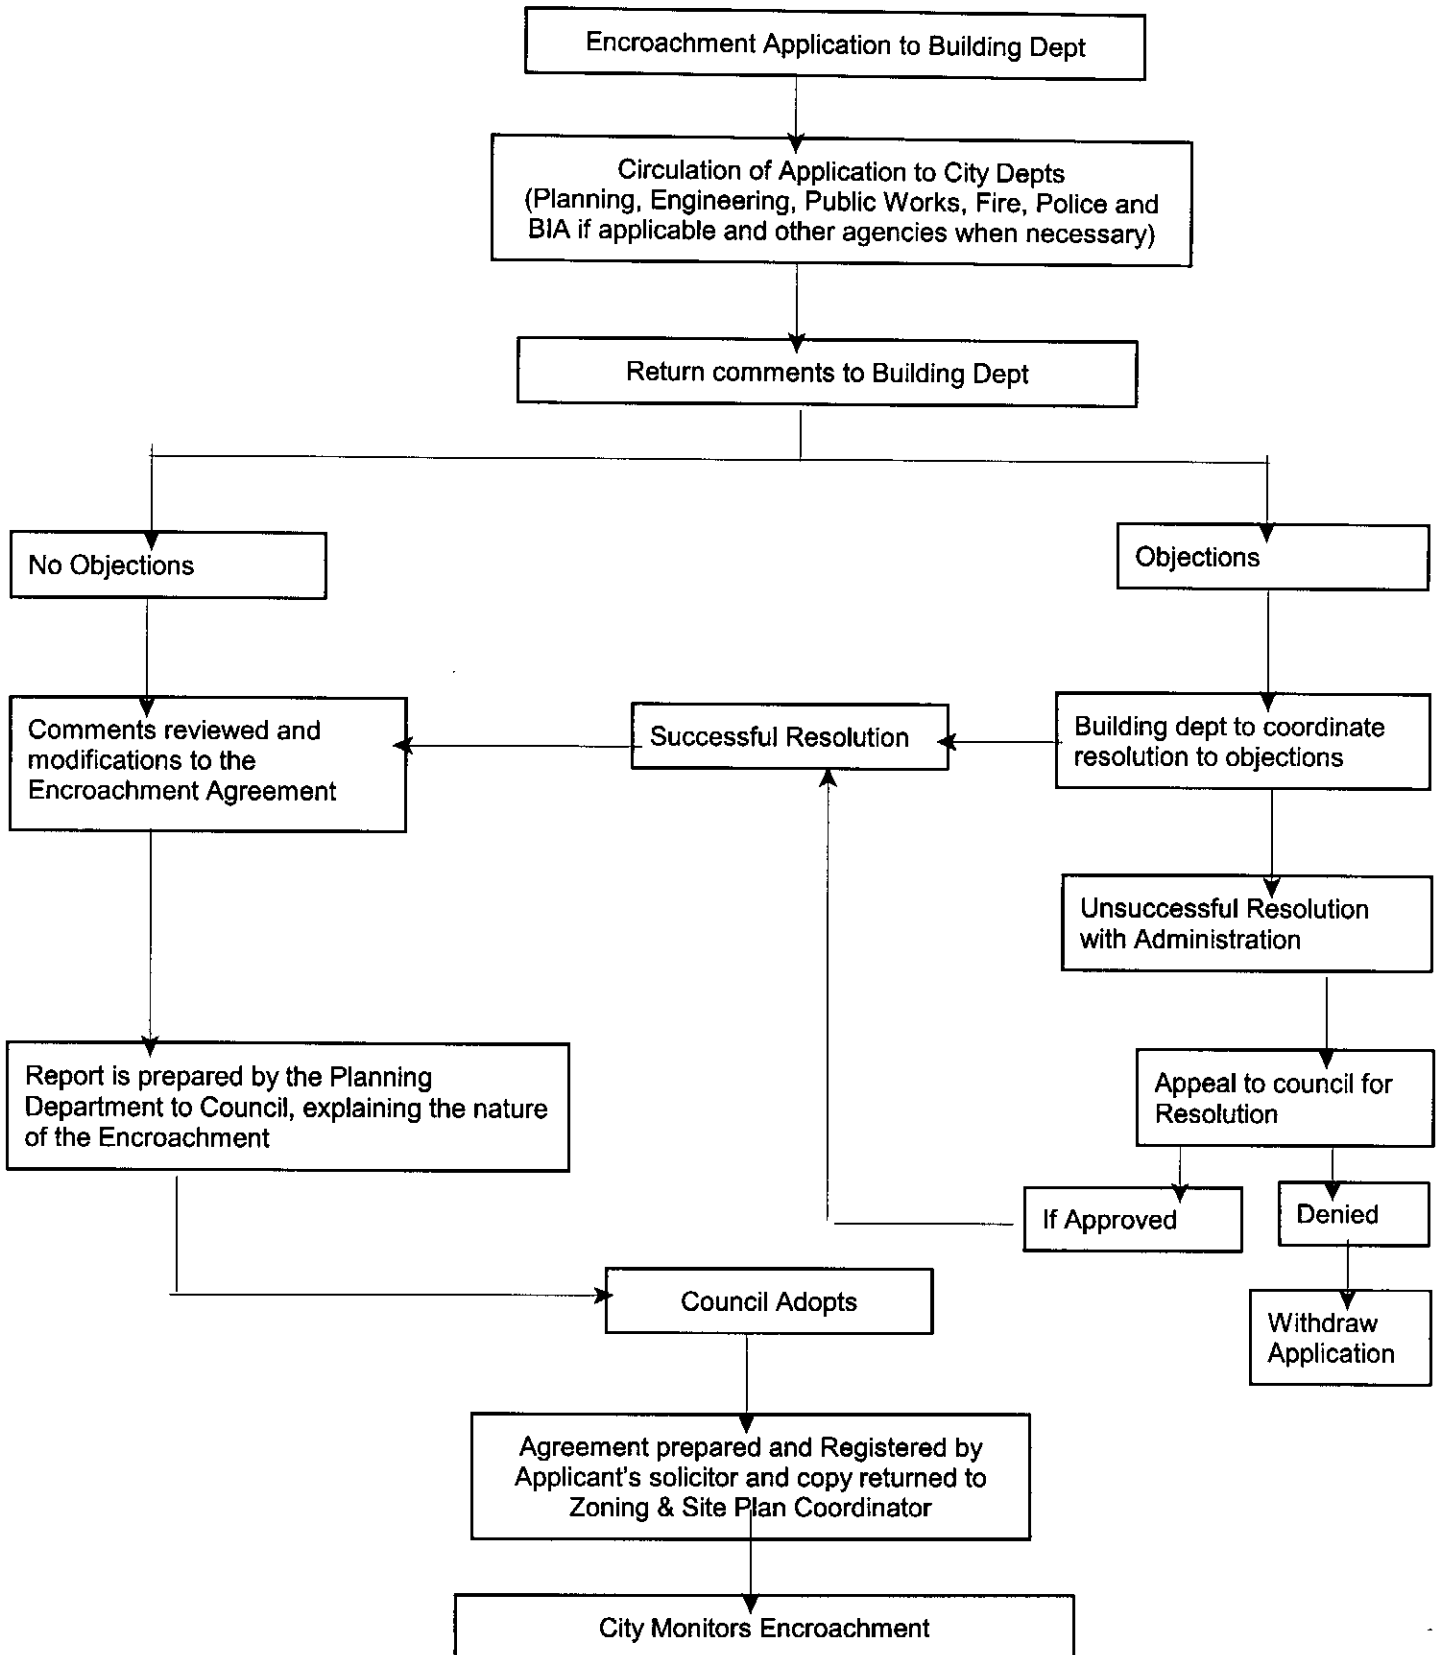 Encroachment Application to Building Dept
Circulation of Application to City Depts
(Planning, Engineering, Public Works, Fire, Police and
BIA if applicable and other agencies when necessary)
Return comments to Building Dept
No Objections
Objections
Comments reviewed and
modifications to the
Encroachment Agreement
Successful Resolution
Building dept to coordinate
resolution to objections
Unsuccessful Resolution
with Administration
Report is prepared by the Planning
Department to Council, explaining the nature
of the Encroachment
Appeal to council for
Resolution
If Approved
Denied
Council Adopts
Withdraw
Application
Agreement prepared and Registered by
Applicant's solicitor and copy returned to
Zoning & Site Plan Coordinator
City Monitors Encroachment